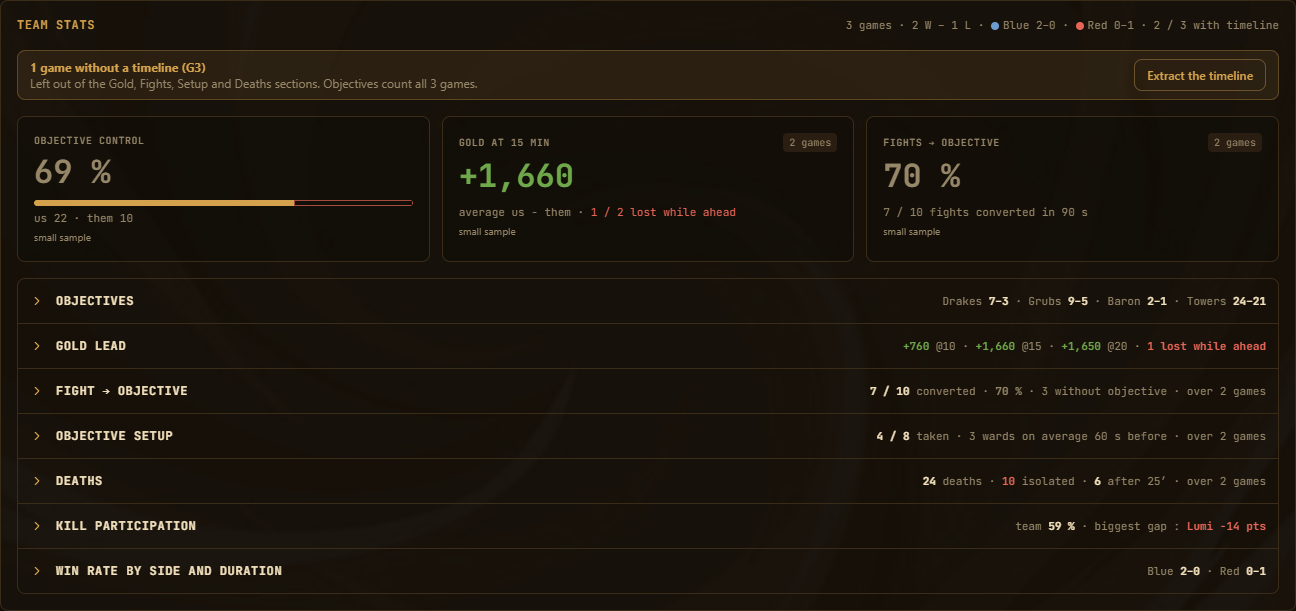 TEAM STATS
3 games · 2 W – 1 L · Blue 2–0 · Red 0–1 · 2 / 3 with timeline
1 game without a timeline (G3)
Left out of the Gold, Fights, Setup and Deaths sections. Objectives count all 3 games.
Extract the timeline
OBJECTIVE CONTROL
69 %
us 22 · them 10
small sample
GOLD AT 15 MIN
2 games
+1,660
average us - them · 1 / 2 lost while ahead
small sample
FIGHTS → OBJECTIVE
2 games
70 %
7 / 10 fights converted in 90 s
small sample
OBJECTIVES
Drakes 7–3 · Grubs 9–5 · Baron 2–1 · Towers 24–21
GOLD LEAD
+760 @10 · +1,660 @15 · +1,650 @20 · 1 lost while ahead
FIGHT → OBJECTIVE
7 / 10 converted · 70 % · 3 without objective · over 2 games
OBJECTIVE SETUP
4 / 8 taken · 3 wards on average 60 s before · over 2 games
DEATHS
24 deaths · 10 isolated · 6 after 25′ · over 2 games
KILL PARTICIPATION
team 59 % · biggest gap : Lumi -14 pts
WIN RATE BY SIDE AND DURATION
Blue 2–0 · Red 0–1